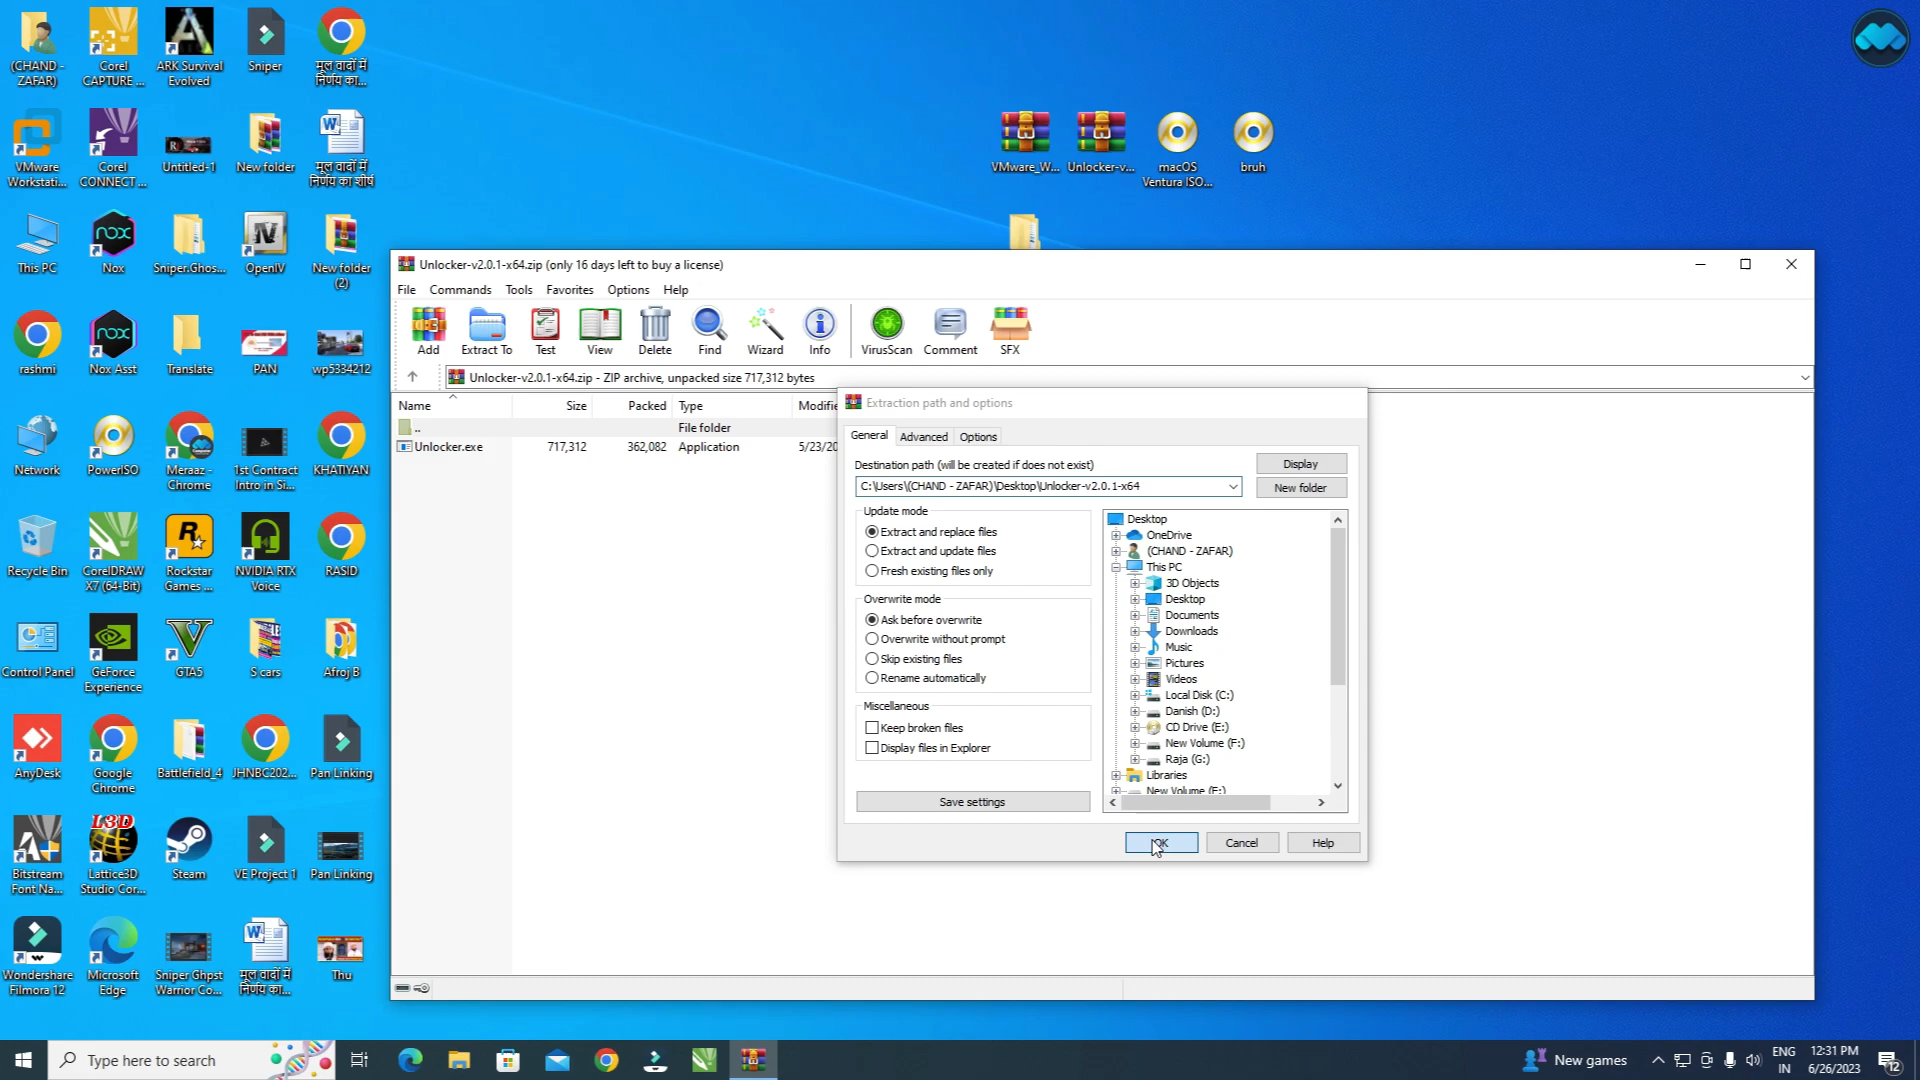 (CHAND -
ZAFAR)
Corel
CAPTURE ...
ARK Survival
Evolved
Sniper
मूल वादों में
निर्णय का...
VMware
Workstati...
Corel
CONNECT ...
Untitled-1
New folder
मूल वादों में
निर्णय का शीर्ष
This PC
Nox
Sniper.Ghos...
OpenIV
New folder
(2)
rashmi
Nox Asst
Translate
PAN
wp5334212
Network
PowerISO
Meraaz -
Chrome
1st Contract
Intro in Si...
KHATIYAN
Recycle Bin
CorelDRAW
X7 (64-Bit)
Rockstar
Games ...
NVIDIA RTX
Voice
RASID
Control Panel
GeForce
Experience
GTA5
S cars
Afroj B
AnyDesk
Google
Chrome
Battlefield_4
JHNBC202...
Pan Linking
Bitstream
Font Na...
Lattice3D
Studio Cor...
Steam
VE Project 1
Pan Linking
Wondershare
Filmora 12
Microsoft
Edge
Sniper Ghpst
Warrior Co...
मूल वादों में
निर्णय का...
Thu
VMware_W...
Unlocker-v...
macOS
Ventura ISO...
bruh
Unlocker-v2.0.1-x64.zip (only 16 days left to buy a license)
File Commands Tools Favorites Options Help
Add Extract To Test View Delete Find Wizard Info VirusScan Comment SFX
Unlocker-v2.0.1-x64.zip - ZIP archive, unpacked size 717,312 bytes
Name Size Packed Type Modifie
.. File folder
Unlocker.exe 717,312 362,082 Application 5/23/20
Extraction path and options
General Advanced Options
Destination path (will be created if does not exist)
Display
C:\Users\(CHAND - ZAFAR)\Desktop\Unlocker-v2.0.1-x64
New folder
Update mode
Extract and replace files
Extract and update files
Fresh existing files only
Overwrite mode
Ask before overwrite
Overwrite without prompt
Skip existing files
Rename automatically
Miscellaneous
Keep broken files
Display files in Explorer
Save settings
Desktop
OneDrive
(CHAND - ZAFAR)
This PC
3D Objects
Desktop
Documents
Downloads
Music
Pictures
Videos
Local Disk (C:)
Danish (D:)
CD Drive (E:)
New Volume (F:)
Raja (G:)
Libraries
New Volume (F:)
OK Cancel Help
Type here to search
New games
ENG
IN
12:31 PM
6/26/2023
12